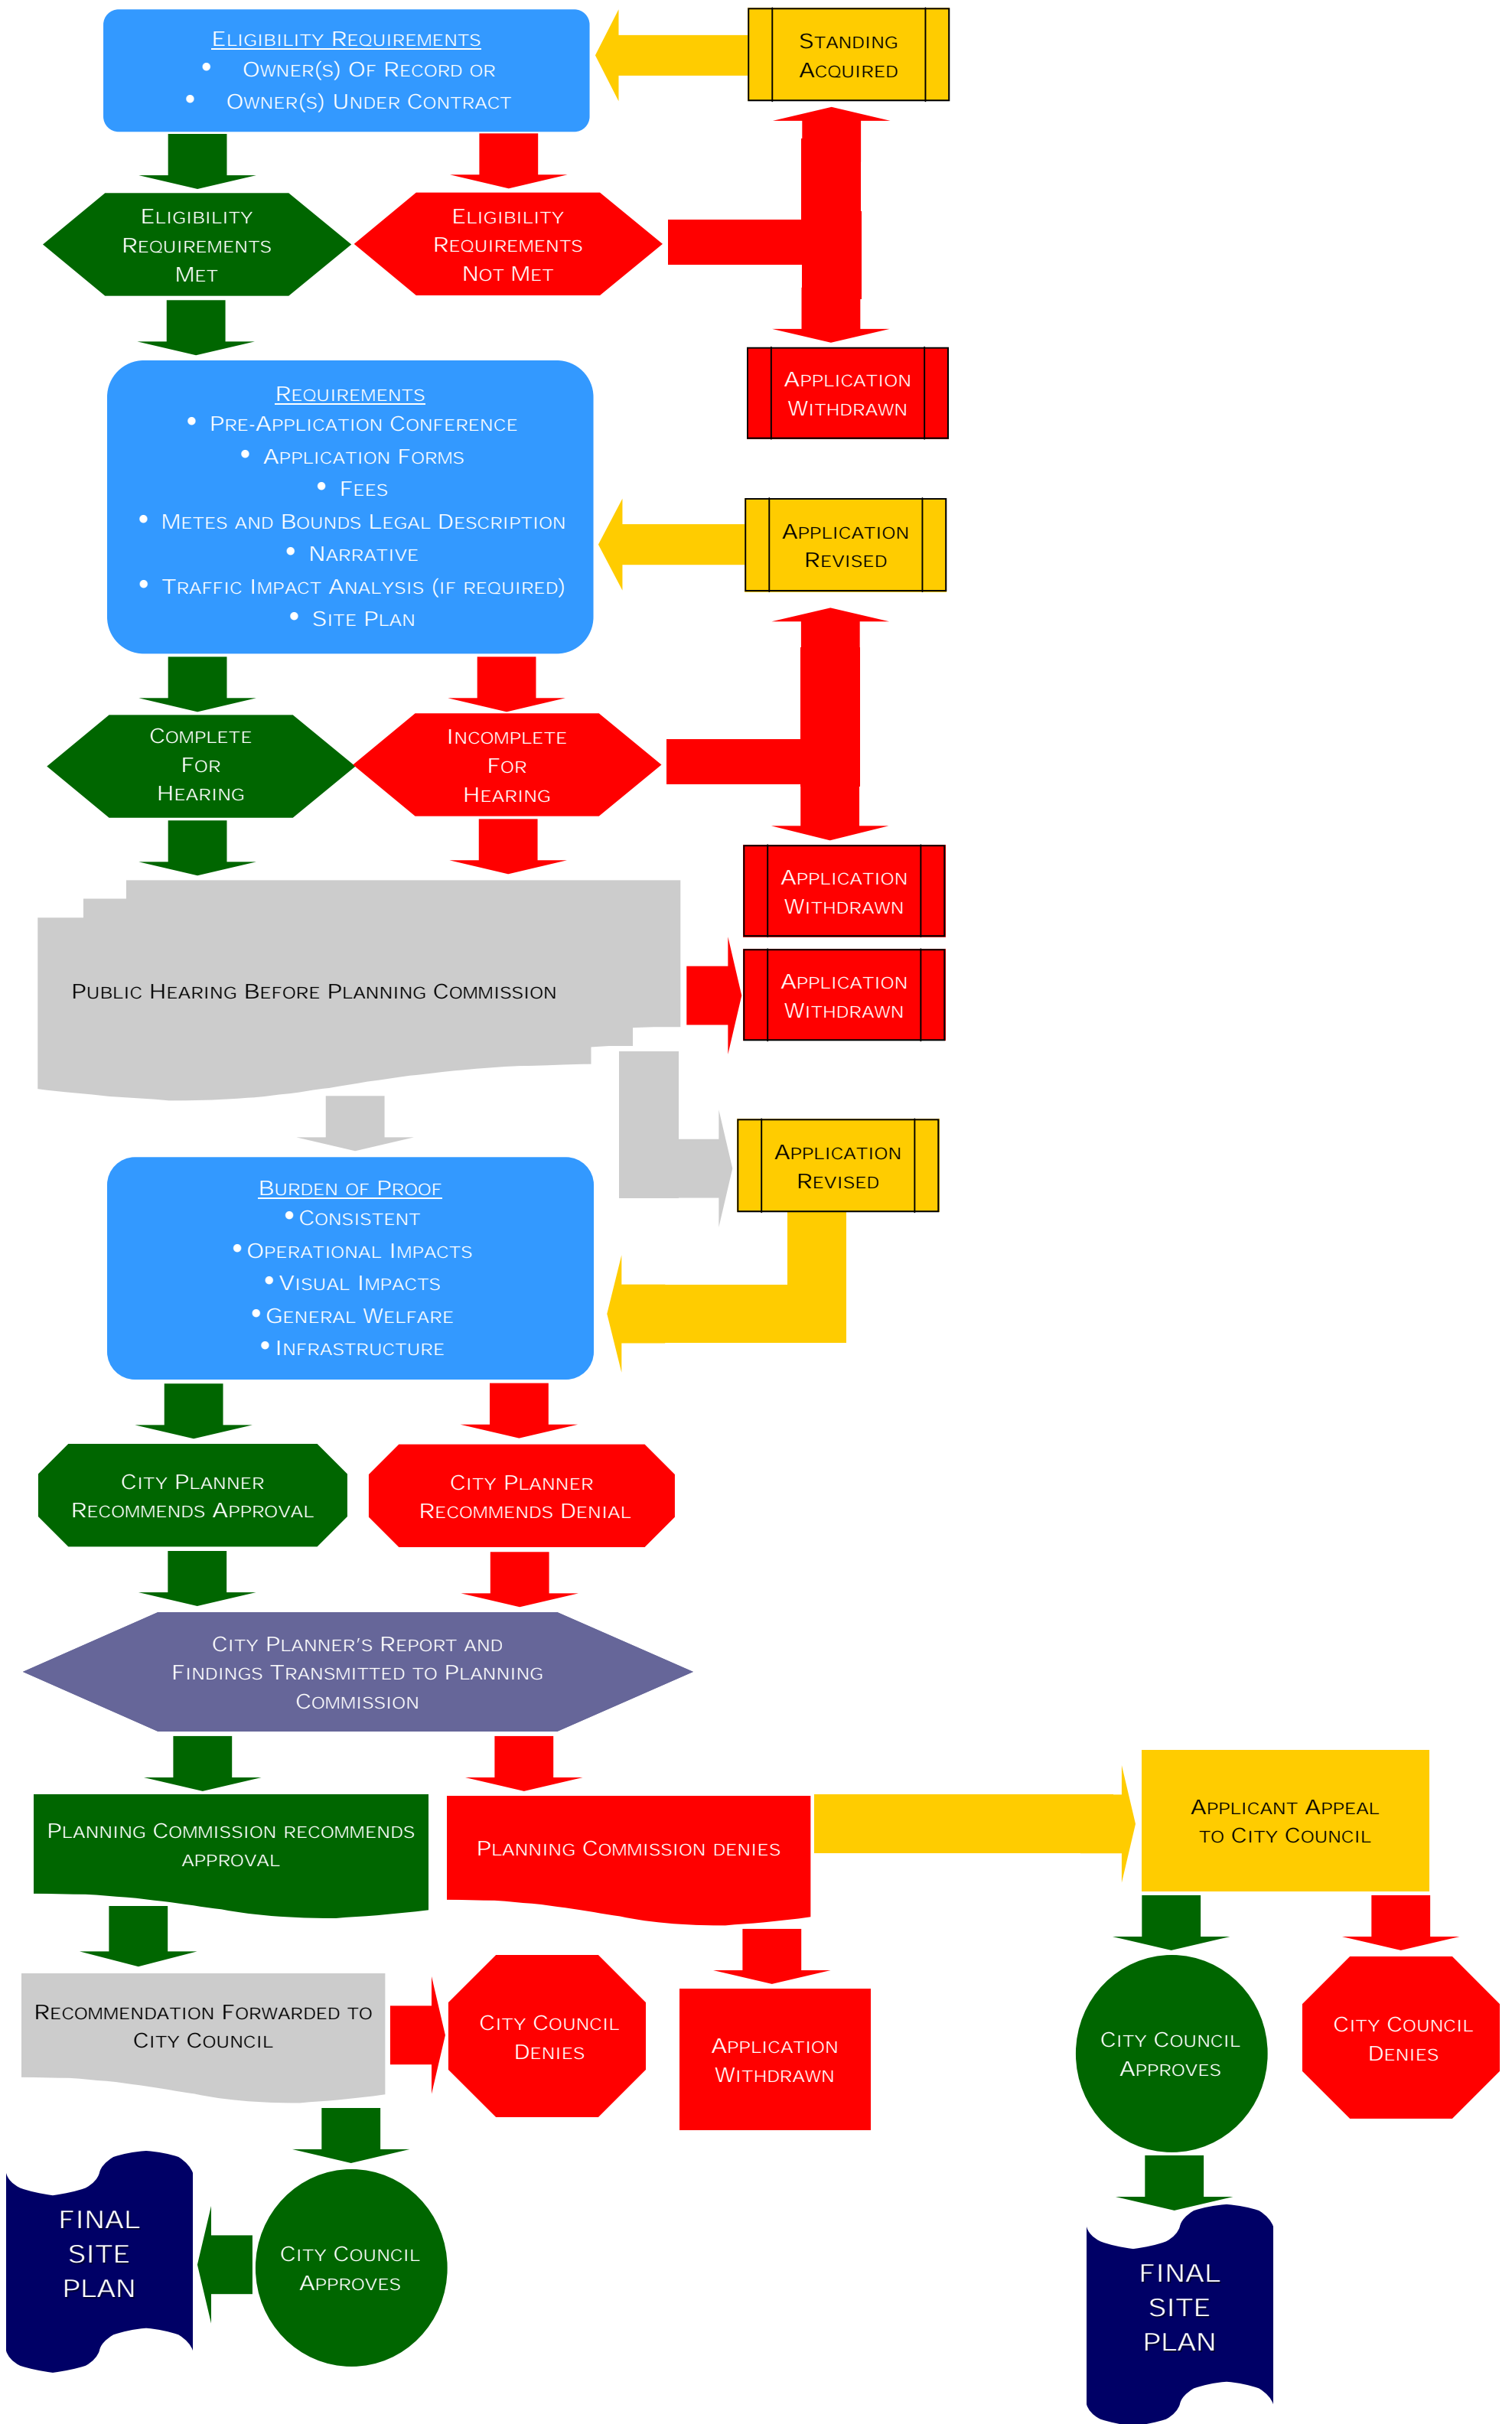 Eligibility Requirements
• Owner(s) Of Record or
• Owner(s) Under Contract
Standing
Acquired
Eligibility
Requirements
Met
Eligibility
Requirements
Not Met
Application
Withdrawn
Requirements
• Pre-Application Conference
• Application Forms
• Fees
• Metes and Bounds Legal Description
• Narrative
• Traffic Impact Analysis (if required)
• Site Plan
Application
Revised
Complete
For
Hearing
Incomplete
For
Hearing
Application
Withdrawn
Public Hearing Before Planning Commission
Application
Withdrawn
Application
Revised
Burden of Proof
• Consistent
• Operational Impacts
• Visual Impacts
• General Welfare
• Infrastructure
City Planner
Recommends Approval
City Planner
Recommends Denial
City Planner's Report and
Findings Transmitted to Planning
Commission
Planning Commission recommends
approval
Planning Commission denies
Applicant Appeal
to City Council
Recommendation Forwarded to
City Council
City Council
Denies
Application
Withdrawn
City Council
Approves
City Council
Denies
FINAL
SITE
PLAN
City Council
Approves
FINAL
SITE
PLAN